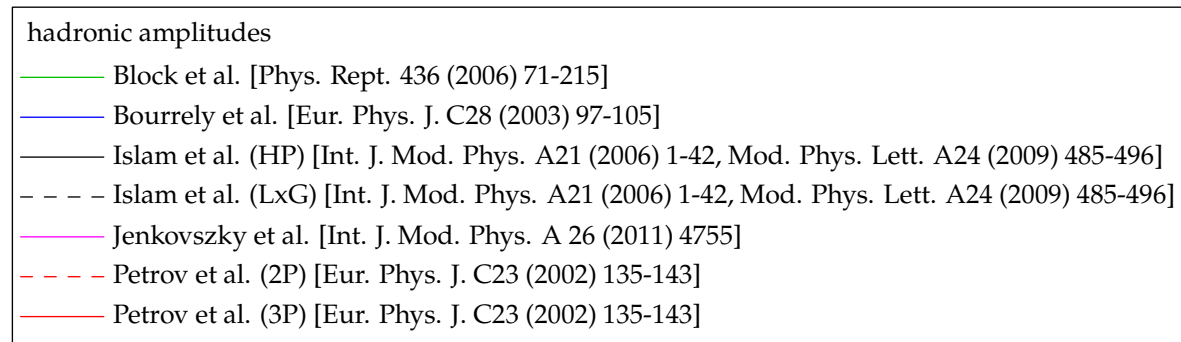 hadronic amplitudes
Block et al. [Phys. Rept. 436 (2006) 71-215]
Bourrely et al. [Eur. Phys. J. C28 (2003) 97-105]
Islam et al. (HP) [Int. J. Mod. Phys. A21 (2006) 1-42, Mod. Phys. Lett. A24 (2009) 485-496]
Islam et al. (LxG) [Int. J. Mod. Phys. A21 (2006) 1-42, Mod. Phys. Lett. A24 (2009) 485-496]
Jenkovszky et al. [Int. J. Mod. Phys. A 26 (2011) 4755]
Petrov et al. (2P) [Eur. Phys. J. C23 (2002) 135-143]
Petrov et al. (3P) [Eur. Phys. J. C23 (2002) 135-143]